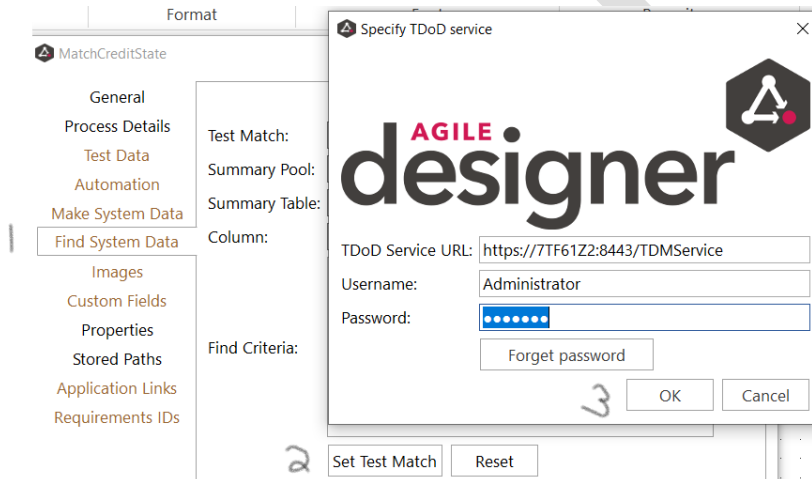 Format
Specify TDoD service
MatchCreditState
General
Process Details
Test Data
Automation
Make System Data
Find System Data
Images
Custom Fields
Properties
Stored Paths
Application Links
Requirements IDs
1
Test Match:
Summary Pool:
Summary Table:
Column:
Find Criteria:
2
Set Test Match
Reset
AGILE
designer
TDoD Service URL:
https://7TF61Z2:8443/TDMService
Username:
Administrator
Password:
•••••••
Forget password
3
OK
Cancel